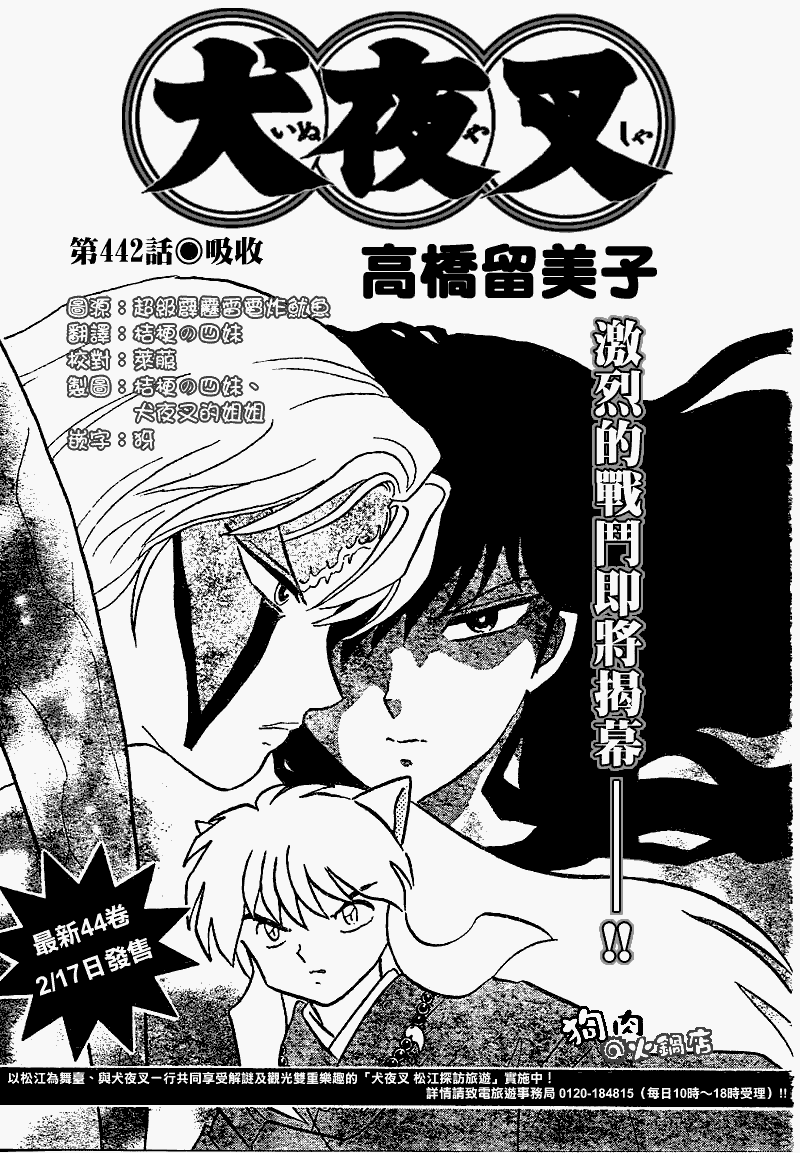 犬夜叉
いぬ や しゃ
第442話◉吸收
高橋留美子
圖源：超級霹靂雷電炸魷魚
翻譯：桔梗の四妹
校對：萊莊
製圖：桔梗の四妹、
犬夜叉的姐姐
嵌字：犽
激烈的戰鬥即將揭幕——!!
最新44卷
2/17日發售
狗肉
@火鍋店
以松江為舞臺、與犬夜叉一行共同享受解謎及觀光雙重樂趣的「犬夜叉 松江探訪旅遊」實施中！
詳情請致電旅遊事務局 0120-184815（每日10時～18時受理）!!